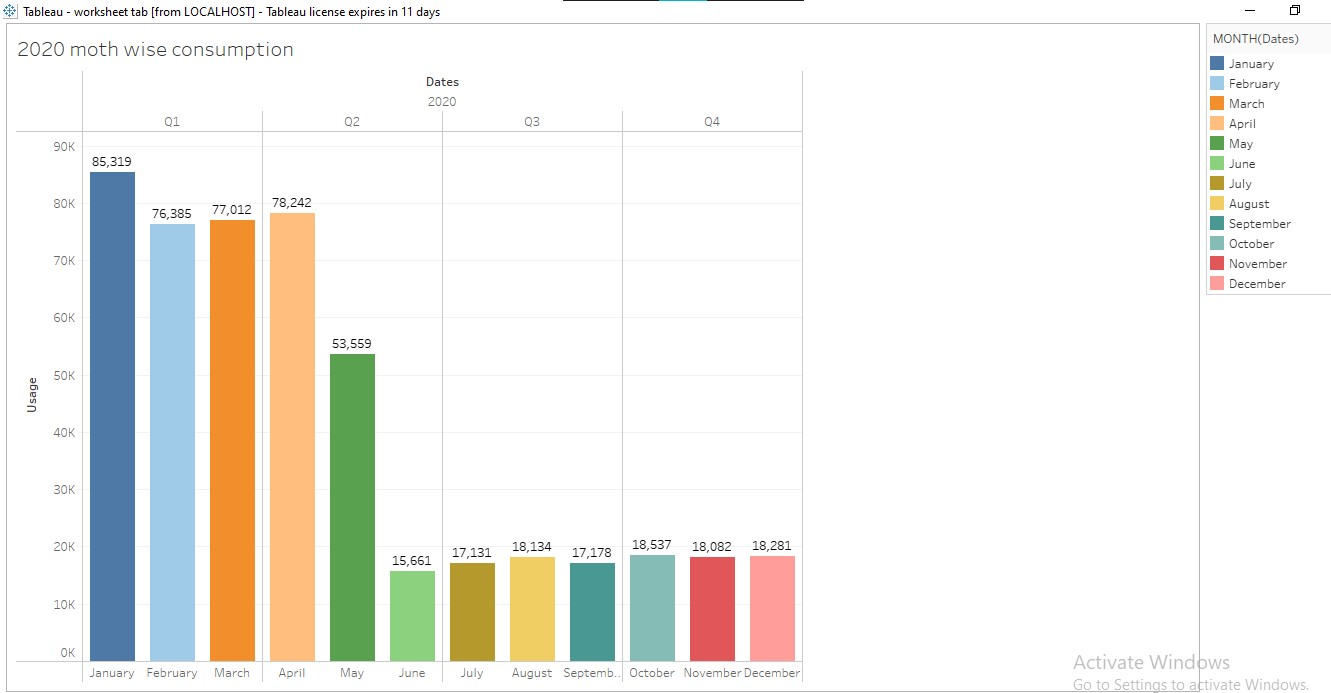 Tableau - worksheet tab [from LOCALHOST] - Tableau license expires in 11 days
2020 moth wise consumption
Dates
2020
Q1 Q2 Q3 Q4
90K
80K
70K
60K
50K
40K
30K
20K
10K
0K
Usage
85,319
76,385
77,012
78,242
53,559
15,661
17,131
18,134
17,178
18,537
18,082
18,281
January February March April May June July August Septemb.. October November December
MONTH(Dates)
January
February
March
April
May
June
July
August
September
October
November
December
Activate Windows
Go to Settings to activate Windows.